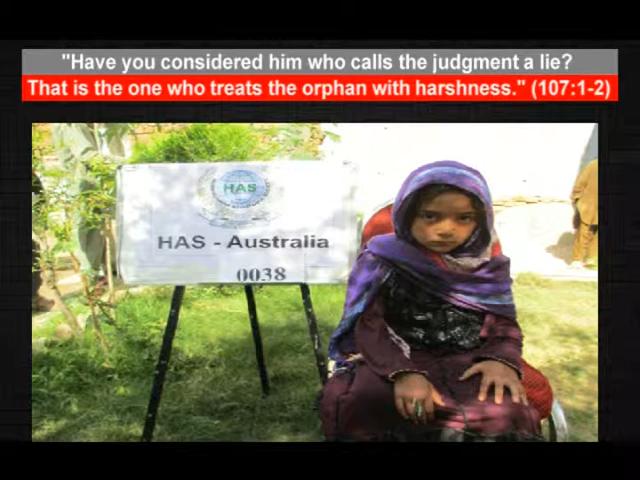 "Have you considered him who calls the judgment a lie?
That is the one who treats the orphan with harshness." (107:1-2)
HAS
HAS - Australia
0038